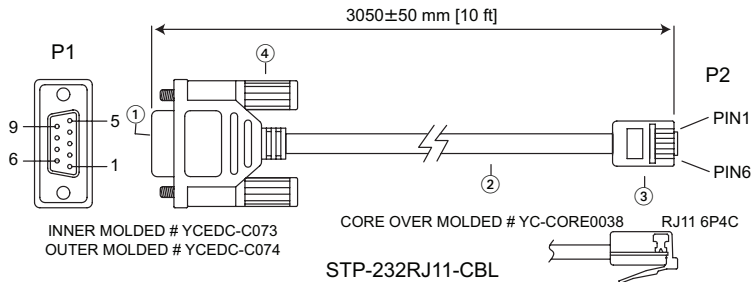 3050±50 mm [10 ft]
P1
④
P2
①
9
5
6
1
PIN1
PIN6
②
③
INNER MOLDED # YCEDC-C073
OUTER MOLDED # YCEDC-C074
CORE OVER MOLDED # YC-CORE0038
RJ11 6P4C
STP-232RJ11-CBL